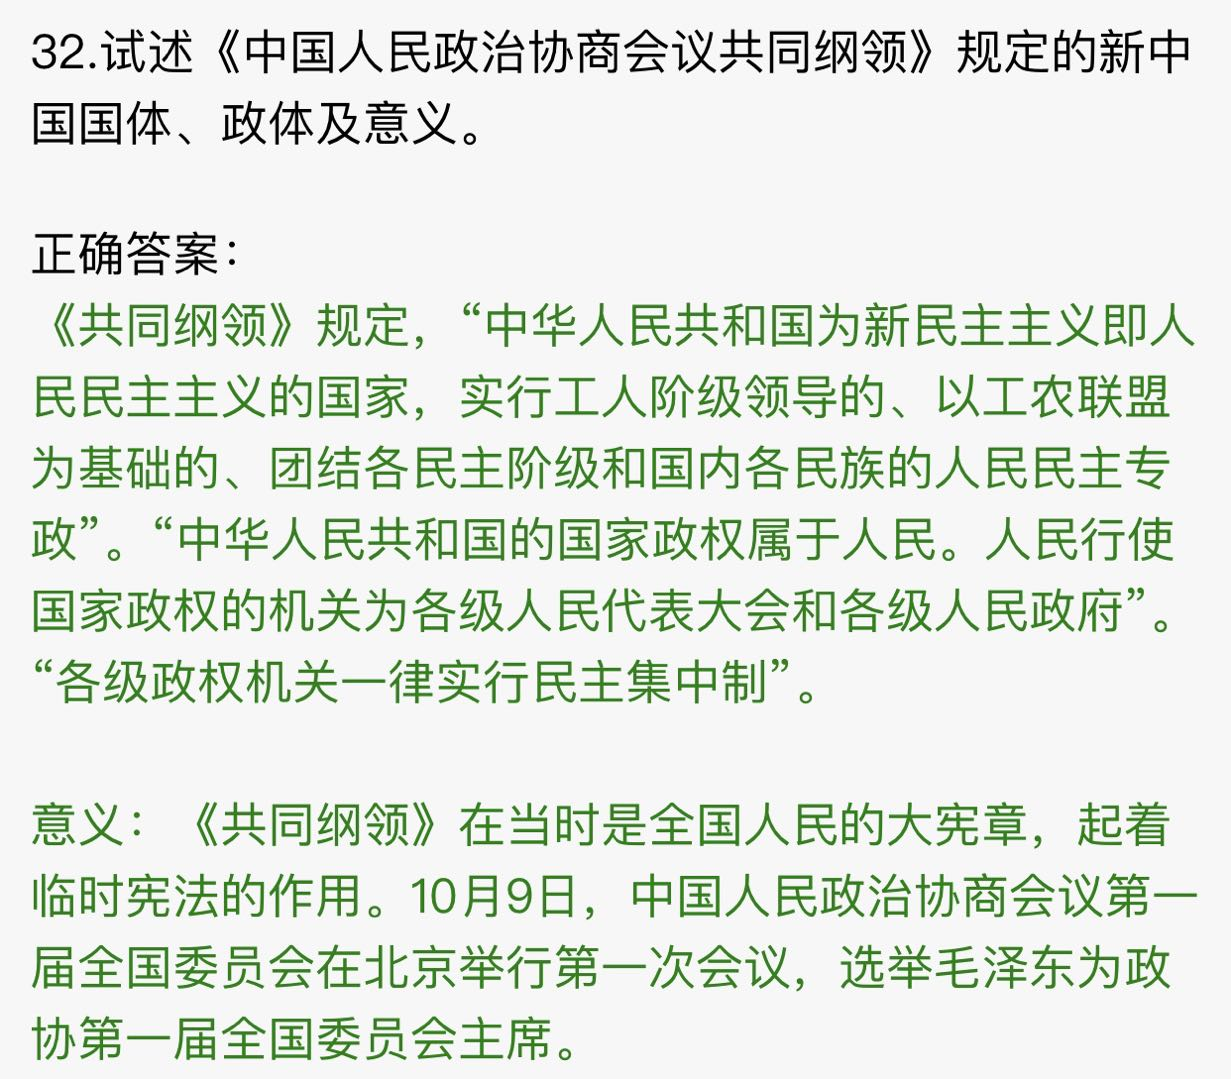 32.试述《中国人民政治协商会议共同纲领》规定的新中
国国体、政体及意义。
正确答案：
《共同纲领》规定，“中华人民共和国为新民主主义即人
民民主主义的国家，实行工人阶级领导的、以工农联盟
为基础的、团结各民主阶级和国内各民族的人民民主专
政”。“中华人民共和国的国家政权属于人民。人民行使
国家政权的机关为各级人民代表大会和各级人民政府”。
“各级政权机关一律实行民主集中制”。
意义：《共同纲领》在当时是全国人民的大宪章，起着
临时宪法的作用。10月9日，中国人民政治协商会议第一
届全国委员会在北京举行第一次会议，选举毛泽东为政
协第一届全国委员会主席。